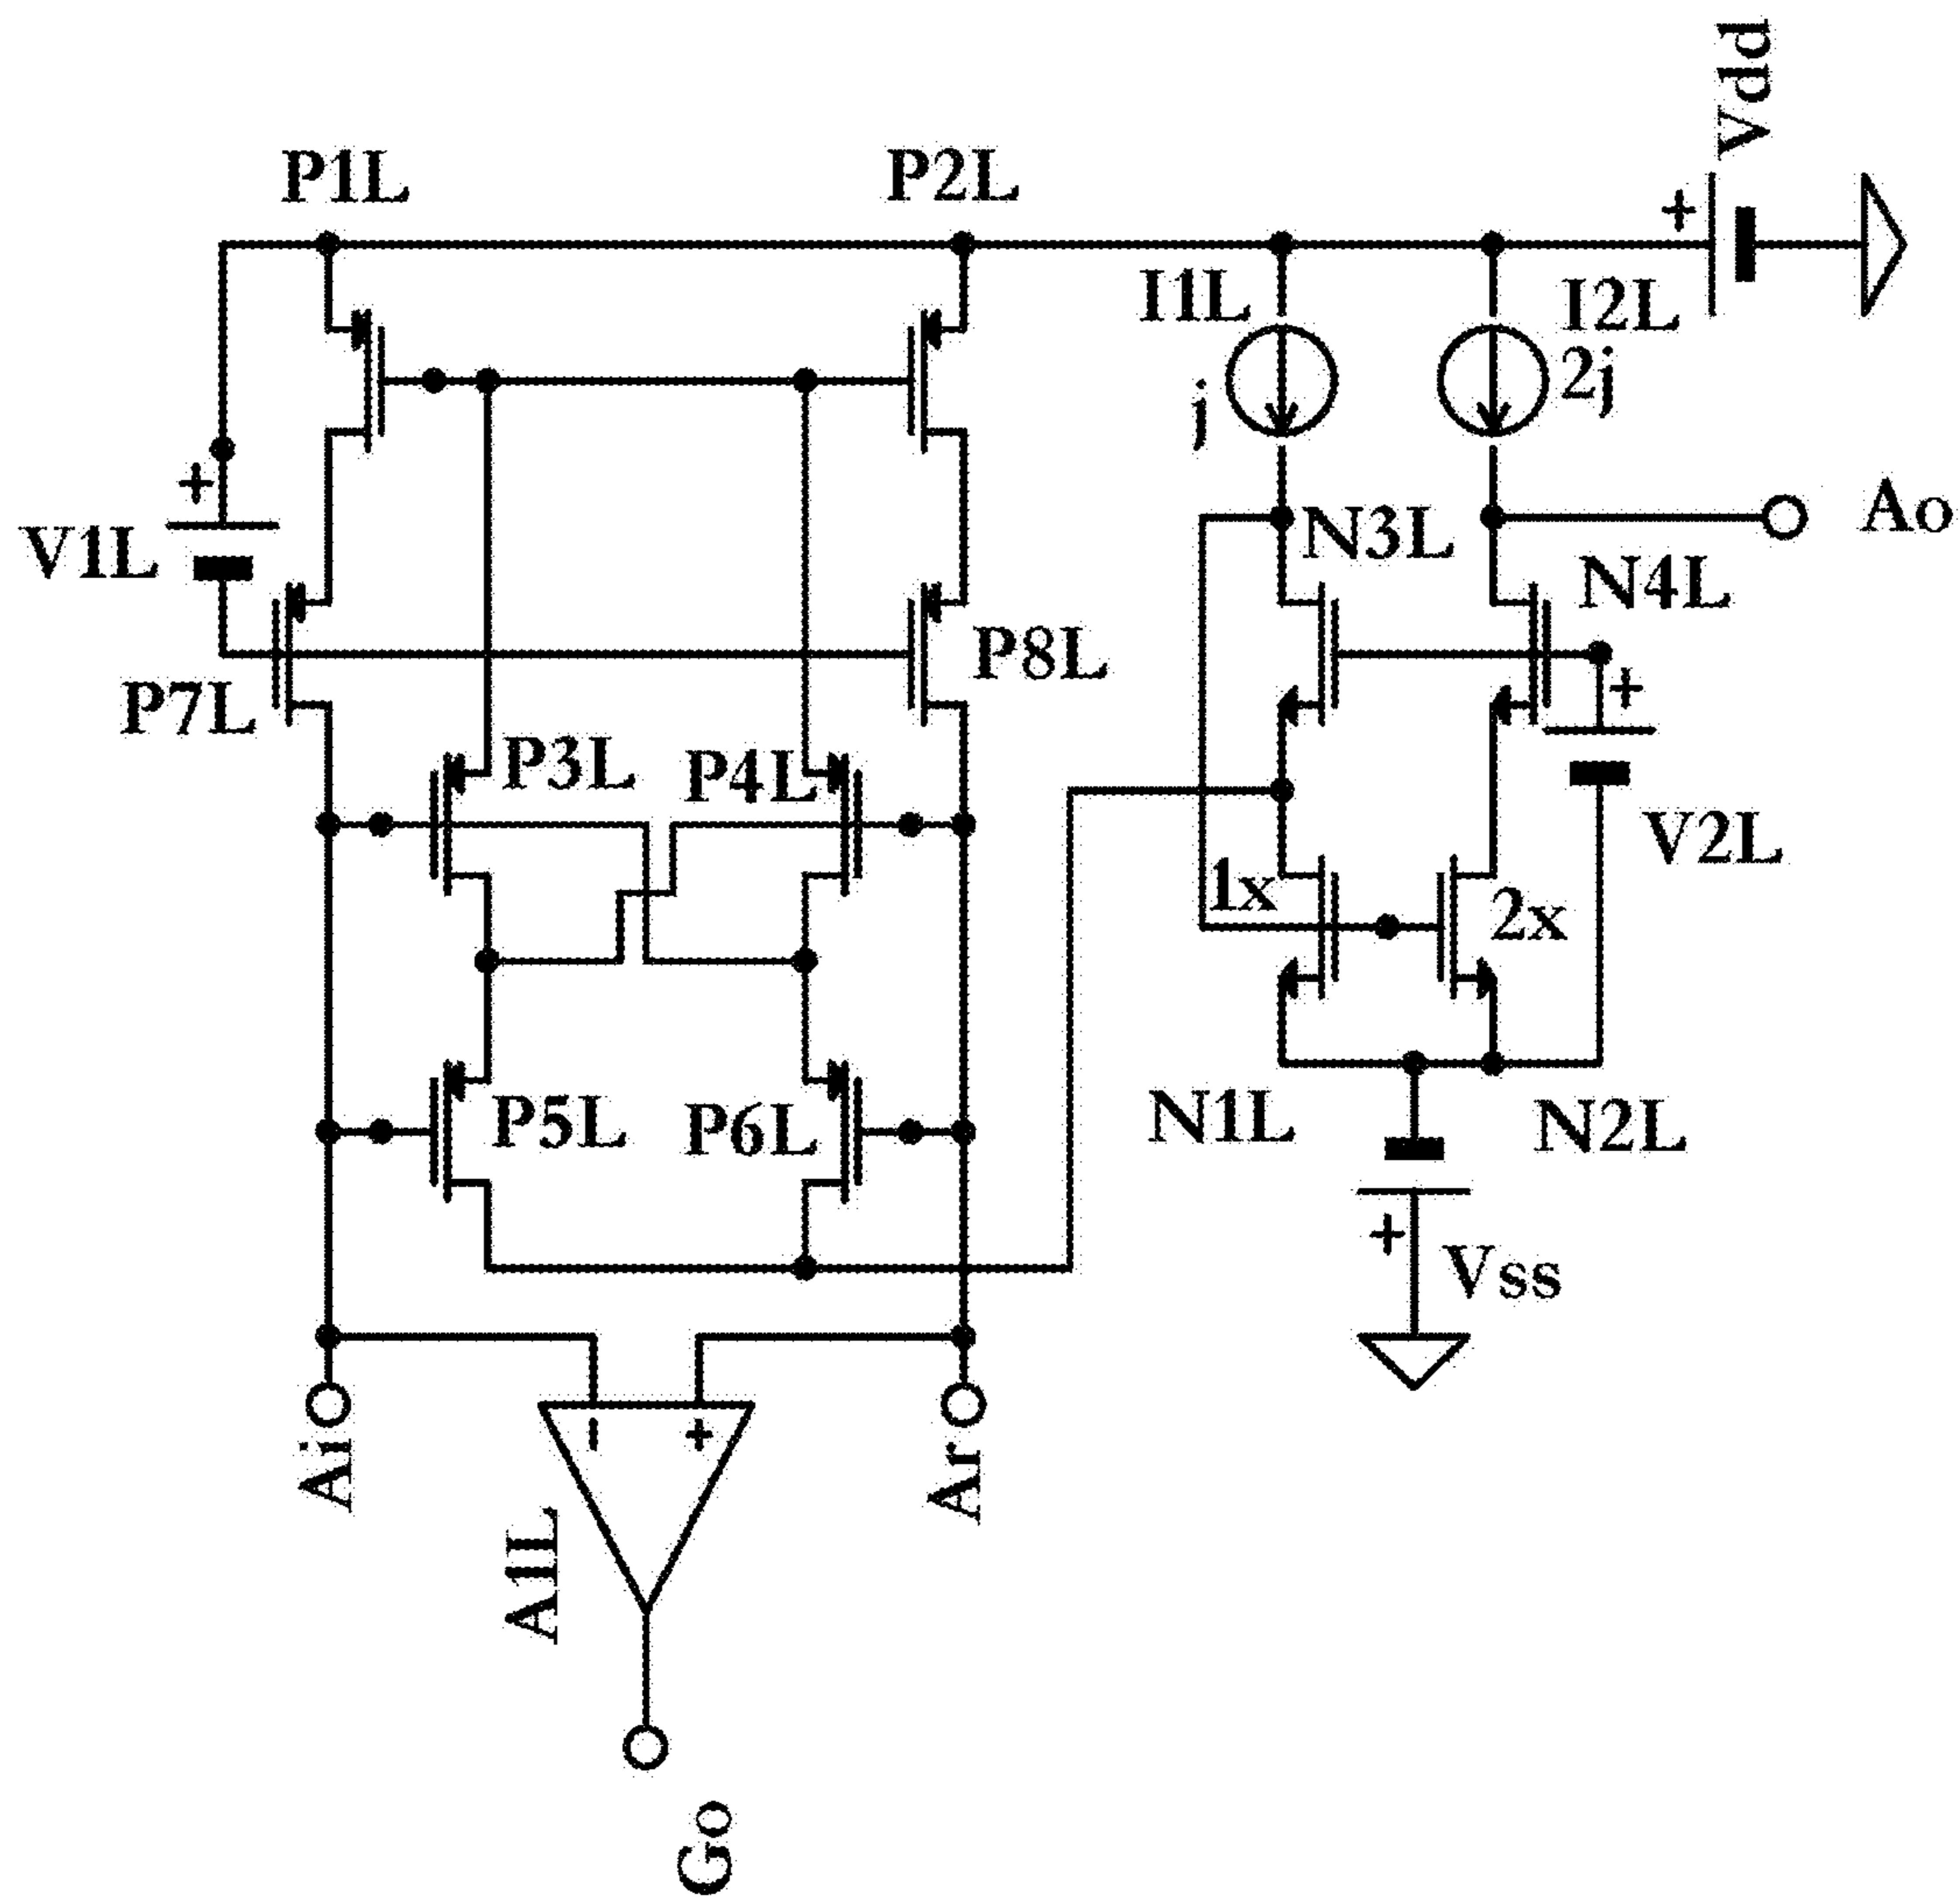 Vdd
P1L
P2L
+
I1L
I2L
j
2j
+
V1L
N3L
Ao
N4L
P7L
P8L
+
P3L
P4L
V2L
1x
2x
P5L
P6L
N1L
N2L
+
Vss
Ai
- +
Ar
A1L
Go